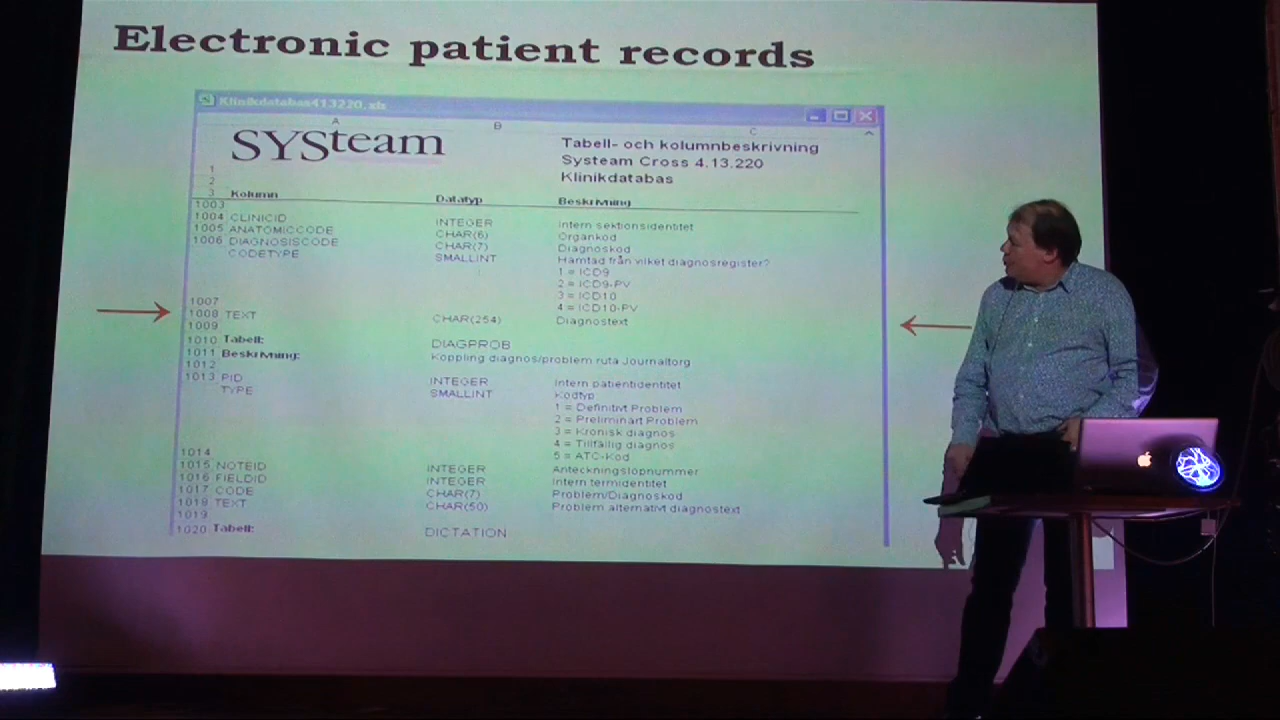 Electronic patient records
Klinikdatabas413220.xls
A B C
SYSteam
Tabell- och kolumnbeskrivning
Systeam Cross 4.13.220
Klinikdatabas
1
2
3 Kolumn Datatyp Beskrivning
1003
1004 CLINICID INTEGER Intern sektionsidentitet
1005 ANATOMICCODE CHAR(6) Organkod
1006 DIAGNOSISCODE CHAR(7) Diagnoskod
CODETYPE SMALLINT Hämtad från vilket diagnosregister?
1 = ICD9
2 = ICD9-PV
3 = ICD10
1007 4 = ICD10-PV
1008 TEXT CHAR(254) Diagnostext
1009
1010 Tabell: DIAGPROB
1011 Beskrivning: Koppling diagnos/problem ruta Journaltorg
1012
1013 PID INTEGER Intern patientidentitet
TYPE SMALLINT Kodtyp
1 = Definitivt Problem
2 = Preliminärt Problem
3 = Kronisk diagnos
4 = Tillfällig diagnos
1014 5 = ATC-Kod
1015 NOTEID INTEGER Anteckningslöpnummer
1016 FIELDID INTEGER Intern termidentitet
1017 CODE CHAR(7) Problem/Diagnoskod
1018 TEXT CHAR(50) Problem alternativt diagnostext
1019
1020 Tabell: DICTATION